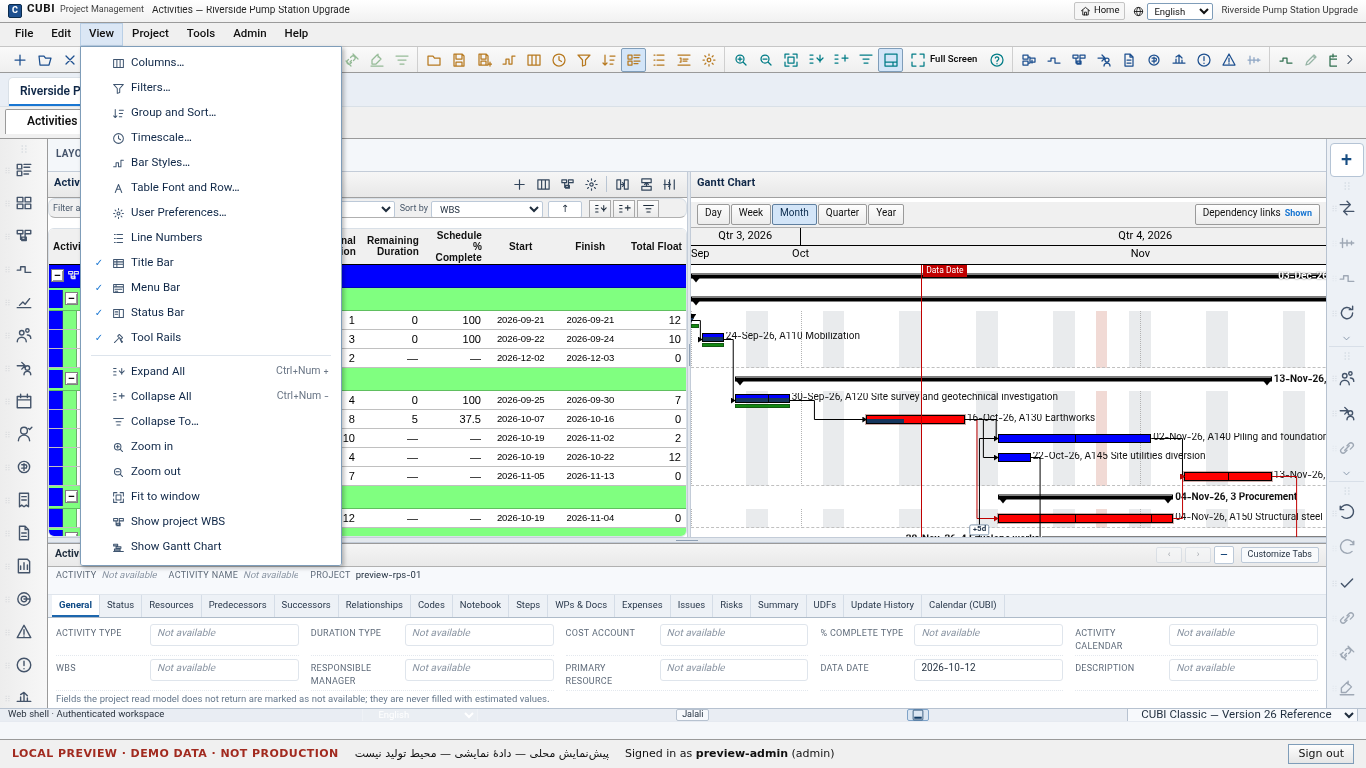 CUBI Project Management Activities — Riverside Pump Station Upgrade Home English Riverside Pump Station Upgrade
File Edit View Project Tools Admin Help
Full Screen
Riverside P
Activities
LAYO
Columns...
Filters...
Group and Sort...
Timescale...
Bar Styles...
Table Font and Row...
User Preferences...
Line Numbers
✓ Title Bar
✓ Menu Bar
✓ Status Bar
✓ Tool Rails
Expand All Ctrl+Num +
Collapse All Ctrl+Num -
Collapse To...
Zoom in
Zoom out
Fit to window
Show project WBS
Show Gantt Chart
Activ
Filter a Sort by WBS ↑
Remaining Duration Schedule % Complete Start Finish Total Float
1 0 100 2026-09-21 2026-09-21 12
3 0 100 2026-09-22 2026-09-24 10
2 — — 2026-12-02 2026-12-03 0
4 0 100 2026-09-25 2026-09-30 7
8 5 37.5 2026-10-07 2026-10-16 0
10 — — 2026-10-19 2026-11-02 2
4 — — 2026-10-19 2026-10-22 12
7 — — 2026-11-05 2026-11-13 0
12 — — 2026-10-19 2026-11-04 0
Gantt Chart
Day Week Month Quarter Year Dependency links Shown
Qtr 3, 2026 Qtr 4, 2026
Sep Oct Nov
Data Date
03-Dec-26
24-Sep-26, A110 Mobilization
13-Nov-26,
30-Sep-26, A120 Site survey and geotechnical investigation
16-Oct-26, A130 Earthworks
02-Nov-26, A140 Piling and foundation
22-Oct-26, A145 Site utilities diversion
13-Nov-26,
04-Nov-26, 3 Procurement
04-Nov-26, A150 Structural steel
+5d
Activ Customize Tabs
ACTIVITY Not available ACTIVITY NAME Not available PROJECT preview-rps-01
General Status Resources Predecessors Successors Relationships Codes Notebook Steps WPs & Docs Expenses Issues Risks Summary UDFs Update History Calendar (CUBI)
ACTIVITY TYPE Not available DURATION TYPE Not available COST ACCOUNT Not available % COMPLETE TYPE Not available ACTIVITY CALENDAR Not available
WBS Not available RESPONSIBLE MANAGER Not available PRIMARY RESOURCE Not available DATA DATE 2026-10-12 DESCRIPTION Not available
Fields the project read model does not return are marked as not available; they are never filled with estimated values.
Web shell · Authenticated workspace English Jalali CUBI Classic — Version 26 Reference
LOCAL PREVIEW · DEMO DATA · NOT PRODUCTION پیش‌نمایش محلی — دادهٔ نمایشی — محیط تولید نیست Signed in as preview-admin (admin) Sign out